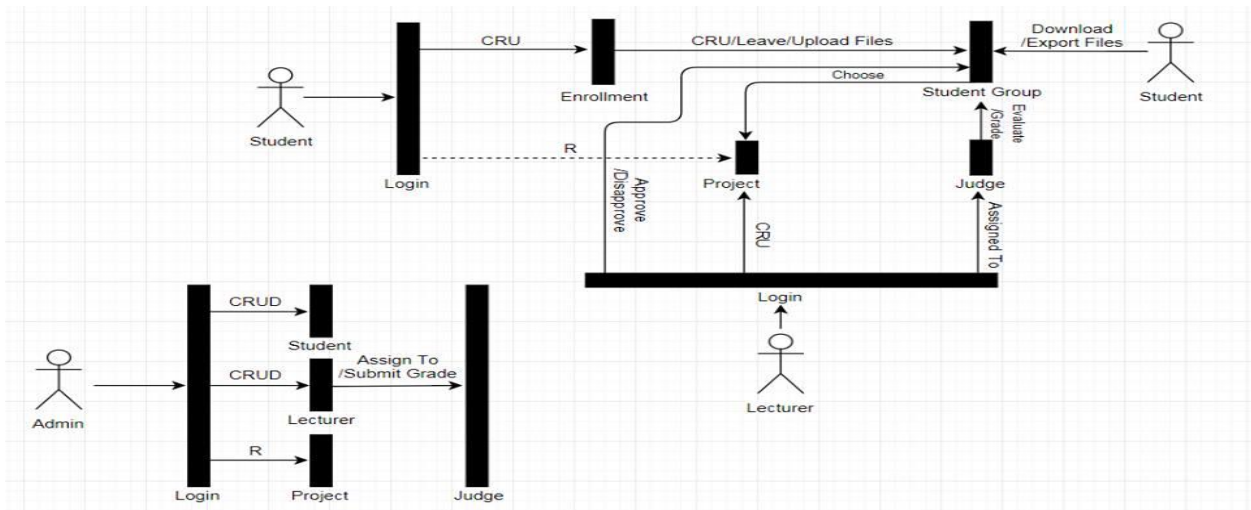 CRU
CRU/Leave/Upload Files
Download
/Export Files
Choose
Enrollment
Student Group
Student
Student
R
Evaluate
/Grade
Login
Project
Judge
Approve
/Disapprove
CRU
Assigned To
Login
Lecturer
CRUD
Student
CRUD
Assign To
/Submit Grade
Admin
Lecturer
R
Login
Project
Judge